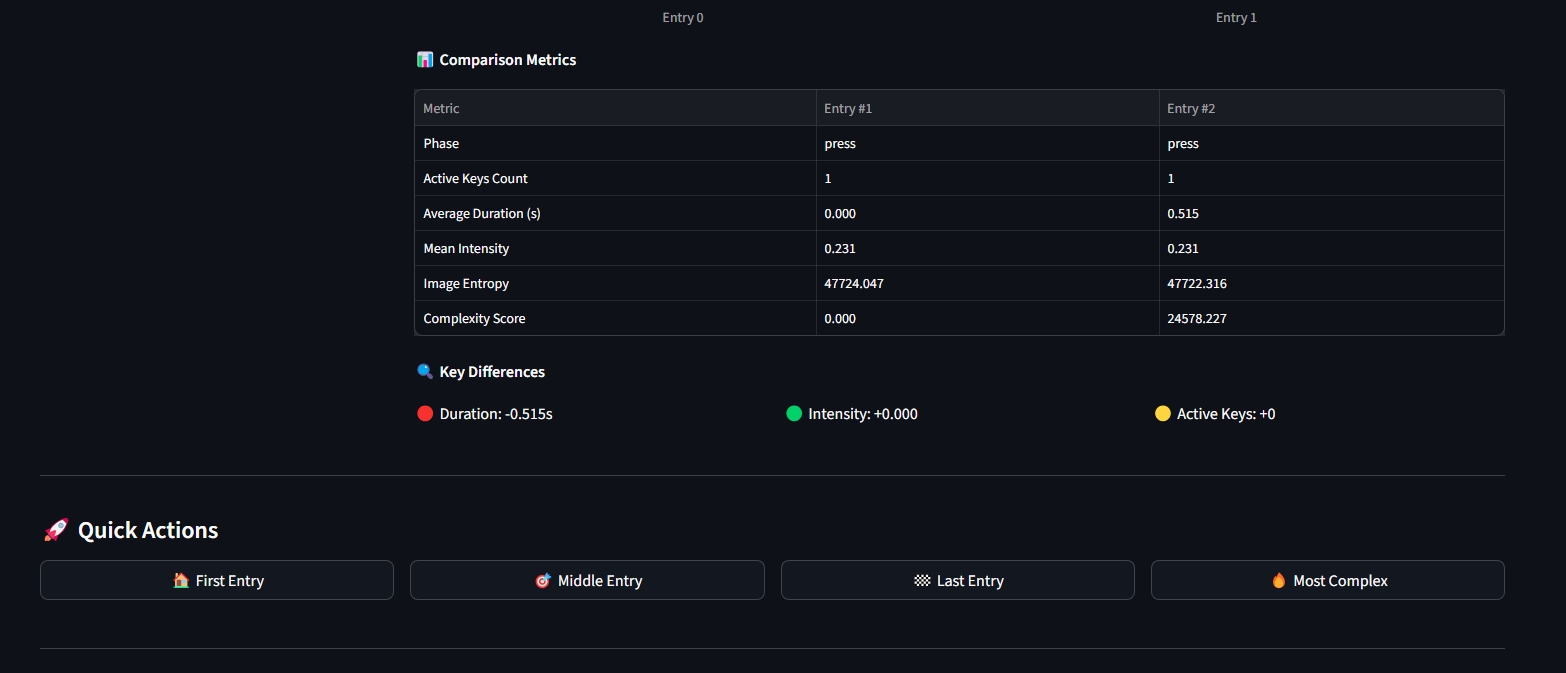 Entry 0 Entry 1
Comparison Metrics
Metric Entry #1 Entry #2
Phase press press
Active Keys Count 1 1
Average Duration (s) 0.000 0.515
Mean Intensity 0.231 0.231
Image Entropy 47724.047 47722.316
Complexity Score 0.000 24578.227
Key Differences
Duration: -0.515s Intensity: +0.000 Active Keys: +0
Quick Actions
First Entry Middle Entry Last Entry Most Complex